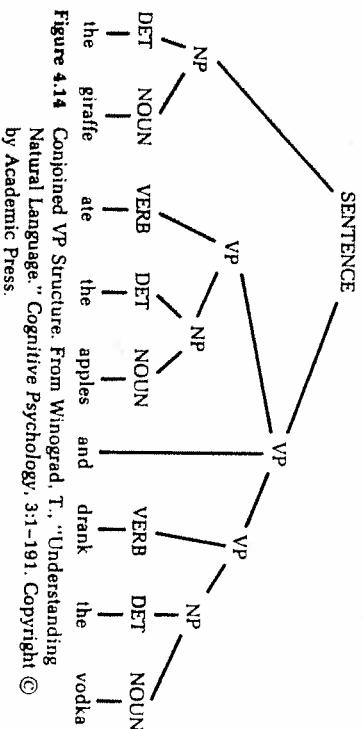 SENTENCE
NP VP
VP VP
NP NP
DET NOUN VERB DET NOUN VERB DET NOUN
the giraffe ate the apples and drank the vodka
Figure 4.14 Conjoined VP Structure. From Winograd, T., "Understanding
Natural Language." Cognitive Psychology, 3:1-191. Copyright ©
by Academic Press.